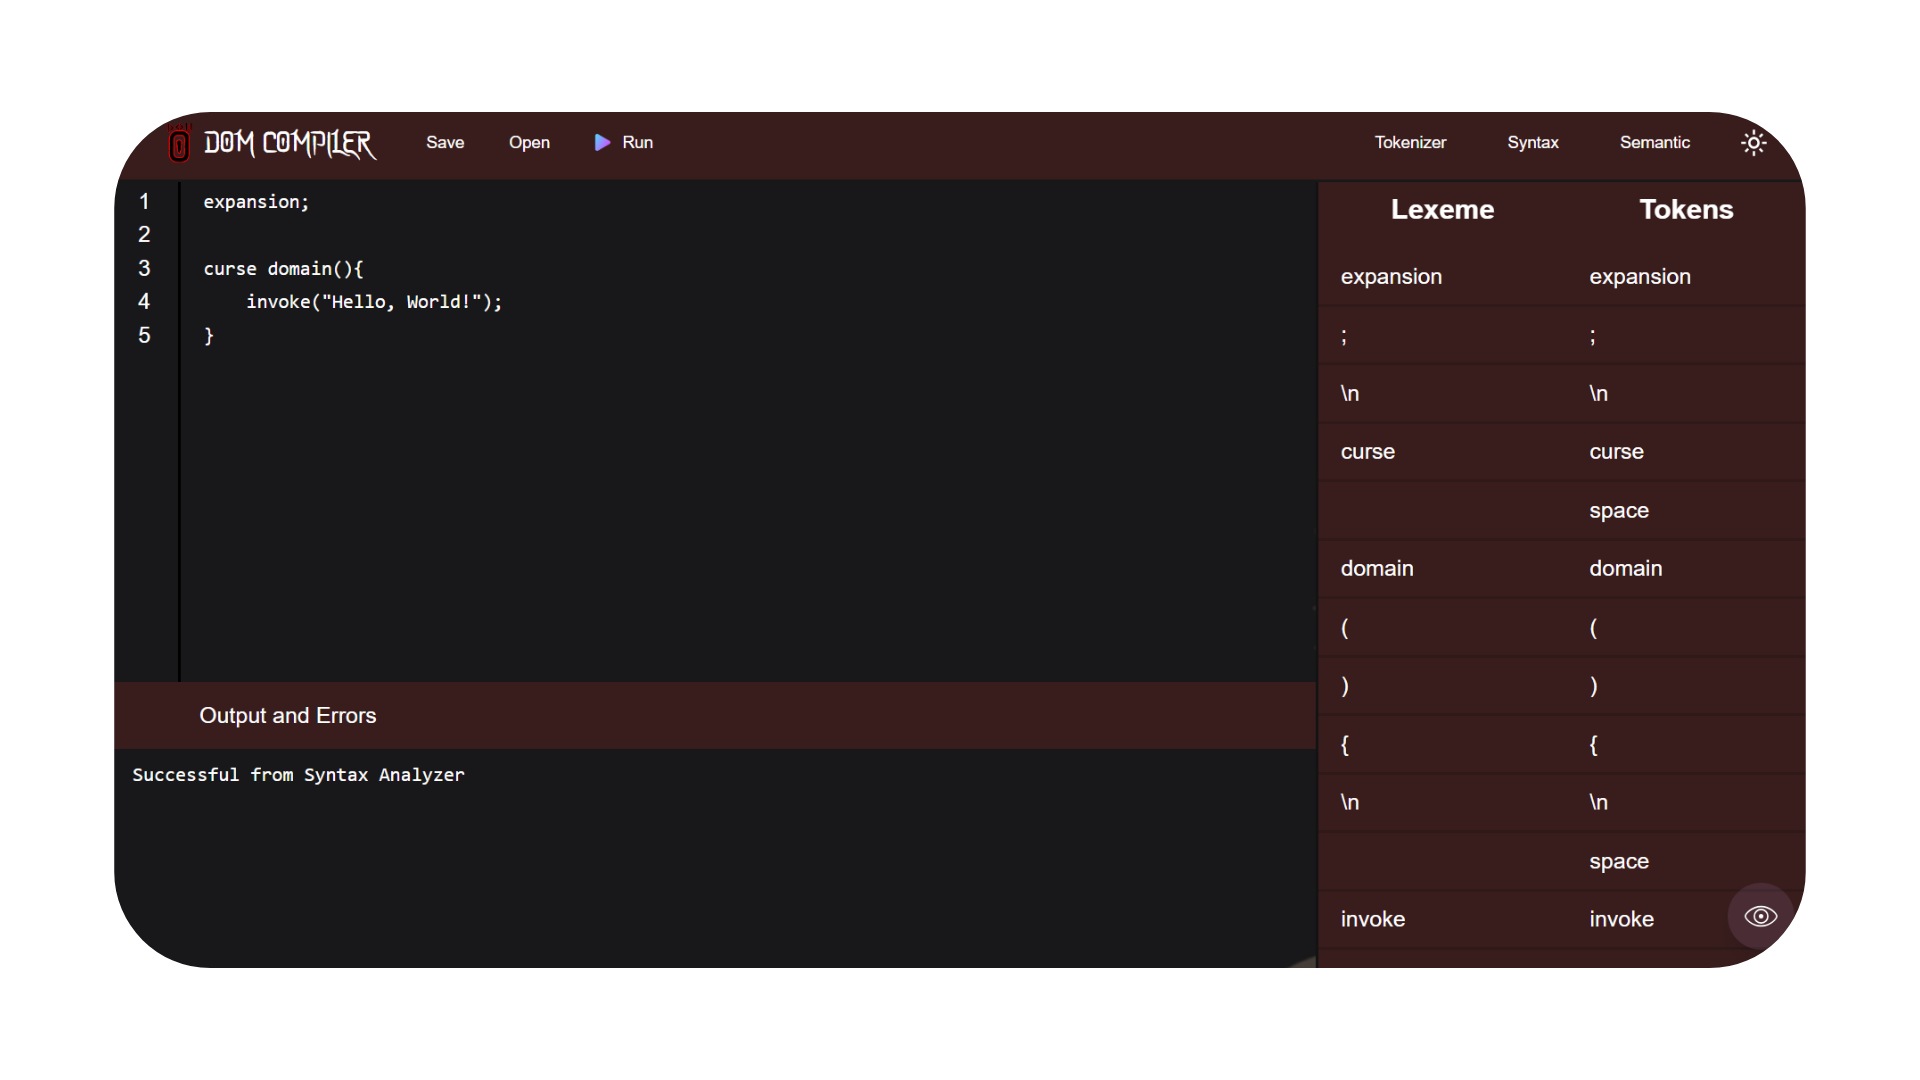 DOM COMPILER Save Open Run Tokenizer Syntax Semantic
1 expansion;
2
3 curse domain(){
4 invoke("Hello, World!");
5 }
Output and Errors
Successful from Syntax Analyzer
Lexeme Tokens
expansion expansion
; ;
\n \n
curse curse
space
domain domain
( (
) )
{ {
\n \n
space
invoke invoke